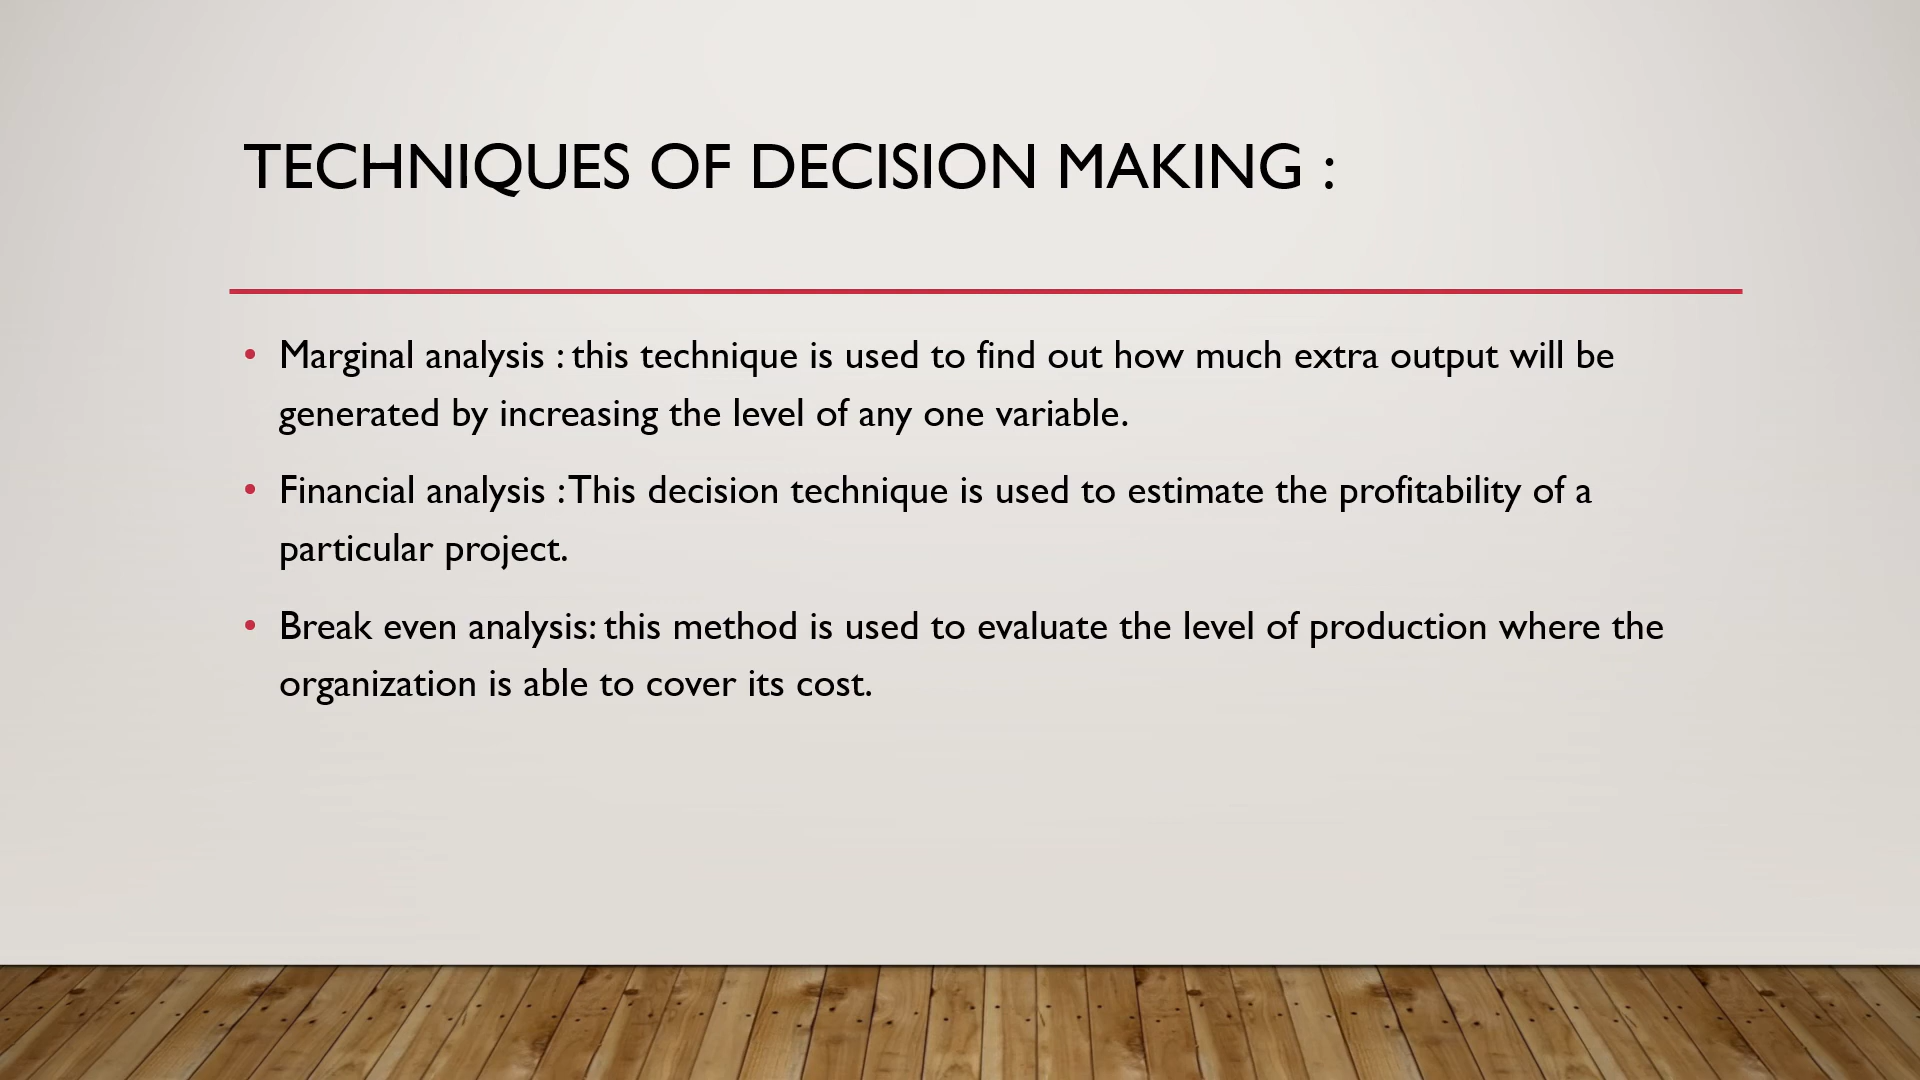 TECHNIQUES OF DECISION MAKING :
• Marginal analysis : this technique is used to find out how much extra output will be
generated by increasing the level of any one variable.
• Financial analysis : This decision technique is used to estimate the profitability of a
particular project.
• Break even analysis: this method is used to evaluate the level of production where the
organization is able to cover its cost.